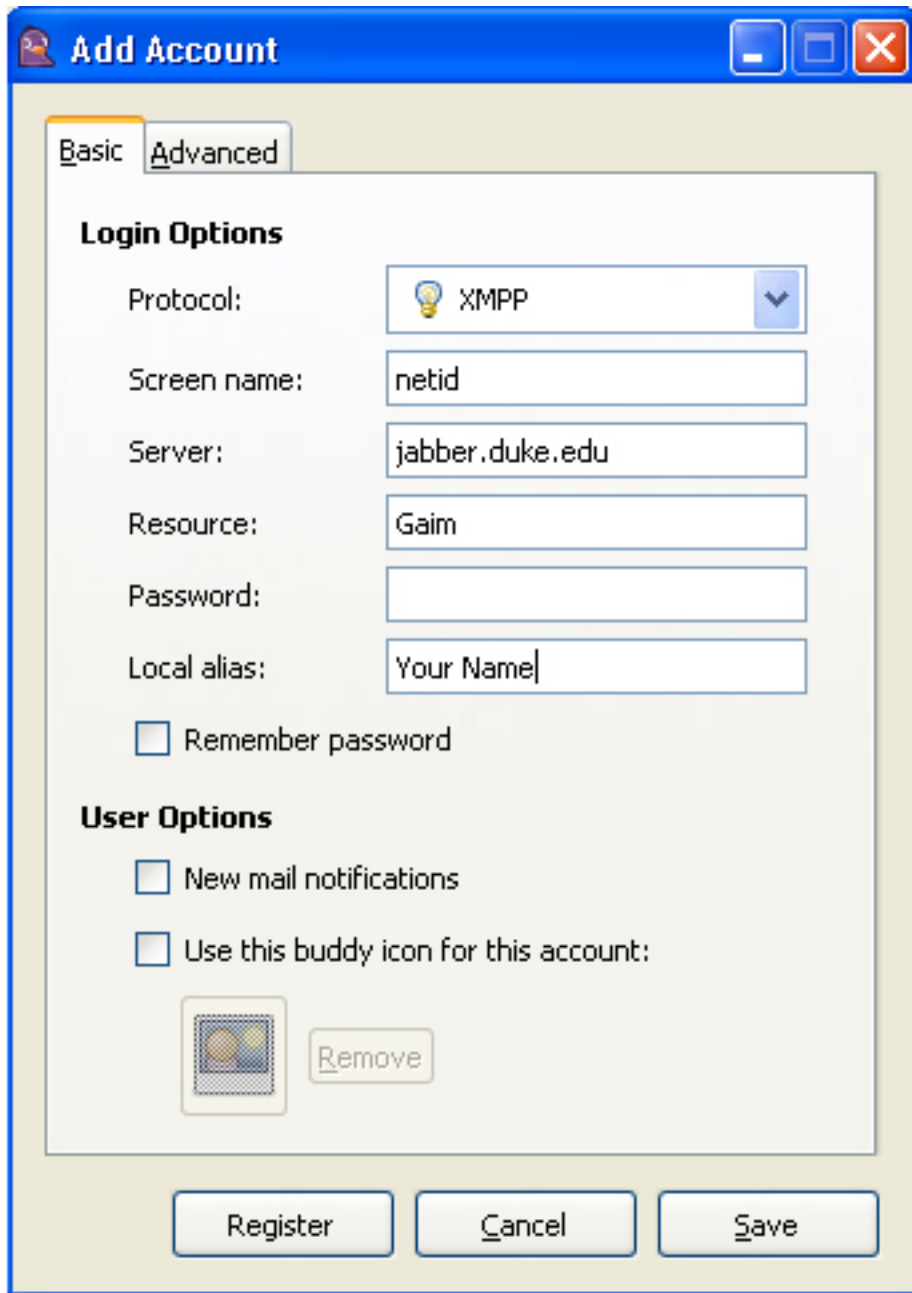 Add Account
Basic Advanced
Login Options
Protocol: XMPP
Screen name: netid
Server: jabber.duke.edu
Resource: Gaim
Password:
Local alias: Your Name
Remember password
User Options
New mail notifications
Use this buddy icon for this account:
Remove
Register Cancel Save